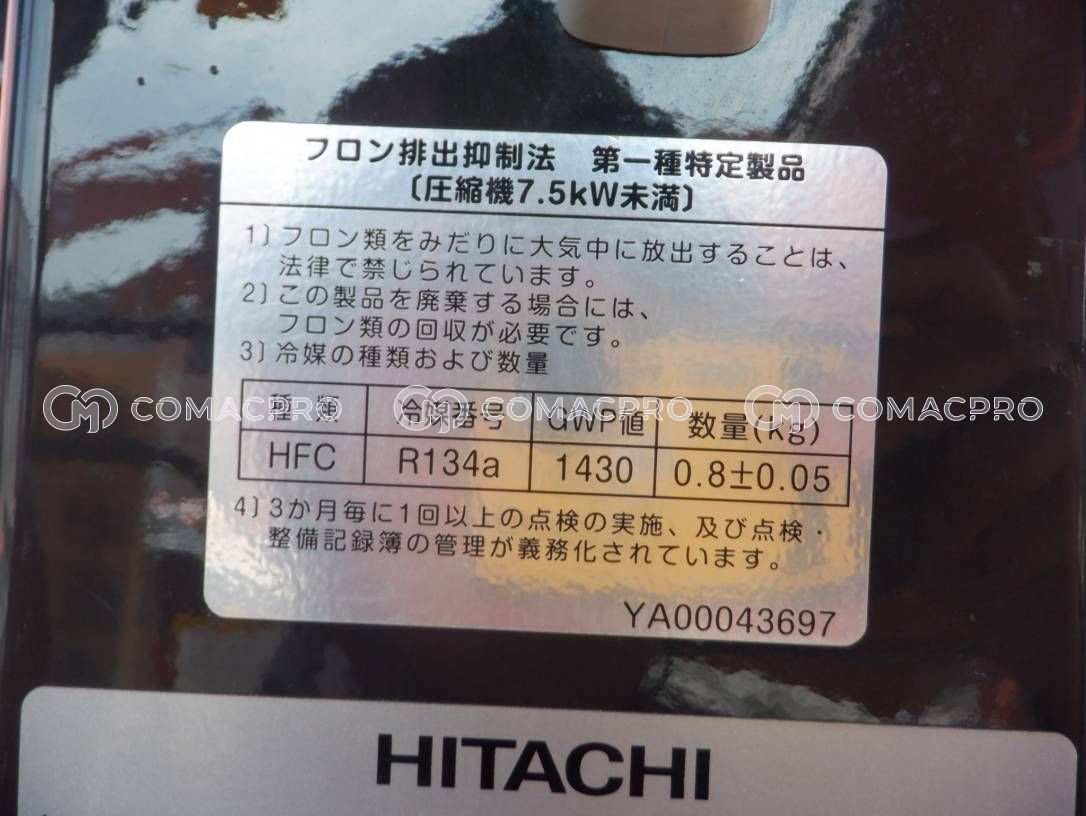 フロン排出抑制法　第一種特定製品
〔圧縮機7.5kW未満〕
1〕フロン類をみだりに大気中に放出することは、
法律で禁じられています。
2〕この製品を廃棄する場合には、
フロン類の回収が必要です。
3〕冷媒の種類および数量
種類 冷媒番号 GWP値 数量(kg)
COMACPRO COMACPRO COMACPRO
HFC R134a 1430 0.8±0.05
4〕3か月毎に1回以上の点検の実施、及び点検・
整備記録簿の管理が義務化されています。
YA00043697
HITACHI